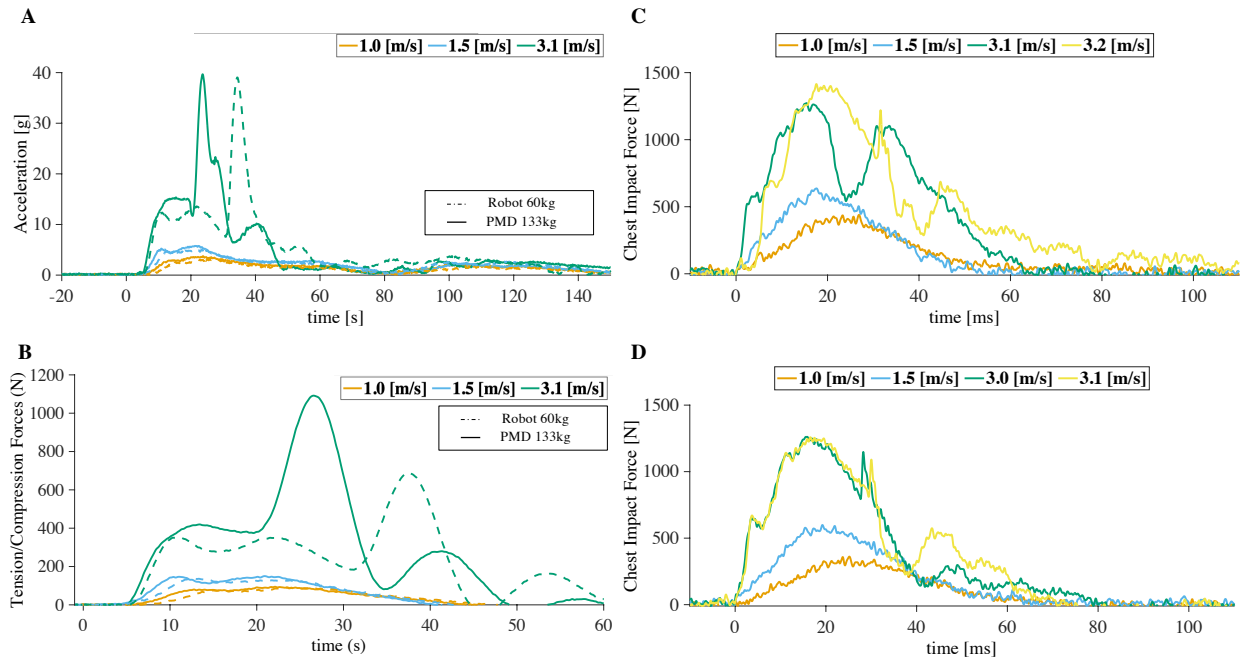 A
1.0 [m/s] 1.5 [m/s] 3.1 [m/s]
40
30
20
10
0
Acceleration [g]
Robot 60kg
PMD 133kg
-20 0 20 40 60 80 100 120 140
time [s]
B
1.0 [m/s] 1.5 [m/s] 3.1 [m/s]
1200
1000
800
600
400
200
0
Tension/Compression Forces (N)
Robot 60kg
PMD 133kg
0 10 20 30 40 50 60
time (s)
C
1.0 [m/s] 1.5 [m/s] 3.1 [m/s] 3.2 [m/s]
1500
1000
500
0
Chest Impact Force [N]
0 20 40 60 80 100
time [ms]
D
1.0 [m/s] 1.5 [m/s] 3.0 [m/s] 3.1 [m/s]
1500
1000
500
0
Chest Impact Force [N]
0 20 40 60 80 100
time [ms]